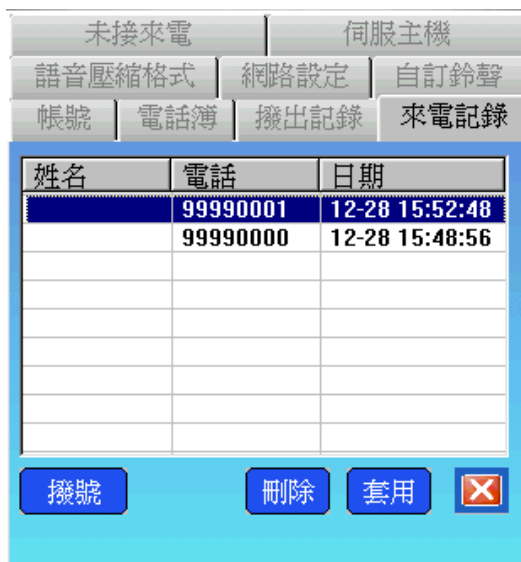 未接來電 伺服主機
語音壓縮格式 網路設定 自訂鈴聲
帳號 電話薄 撥出記錄 來電記錄
姓名 電話 日期
99990001 12-28 15:52:48
99990000 12-28 15:48:56
撥號 刪除 套用